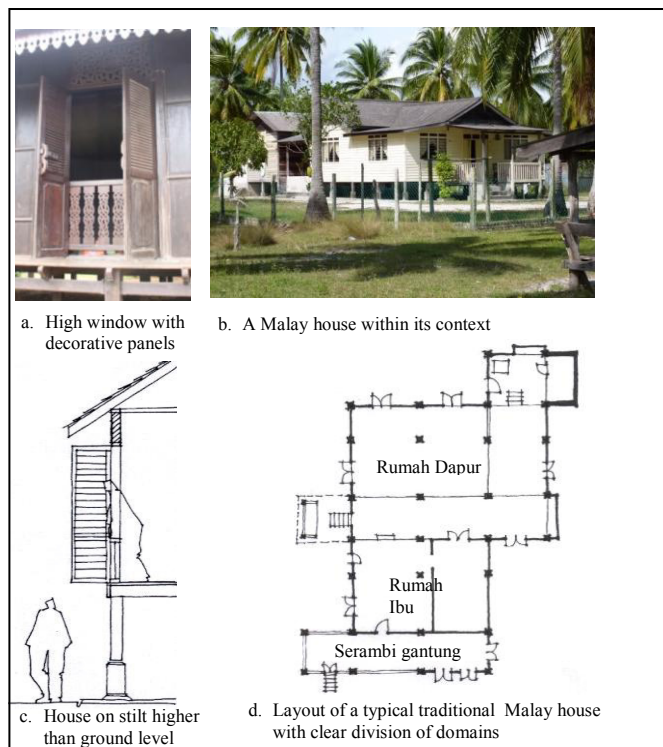 a. High window with
decorative panels
b. A Malay house within its context
Rumah Dapur
Rumah
Ibu
Serambi gantung
c. House on stilt higher
than ground level
d. Layout of a typical traditional Malay house
with clear division of domains